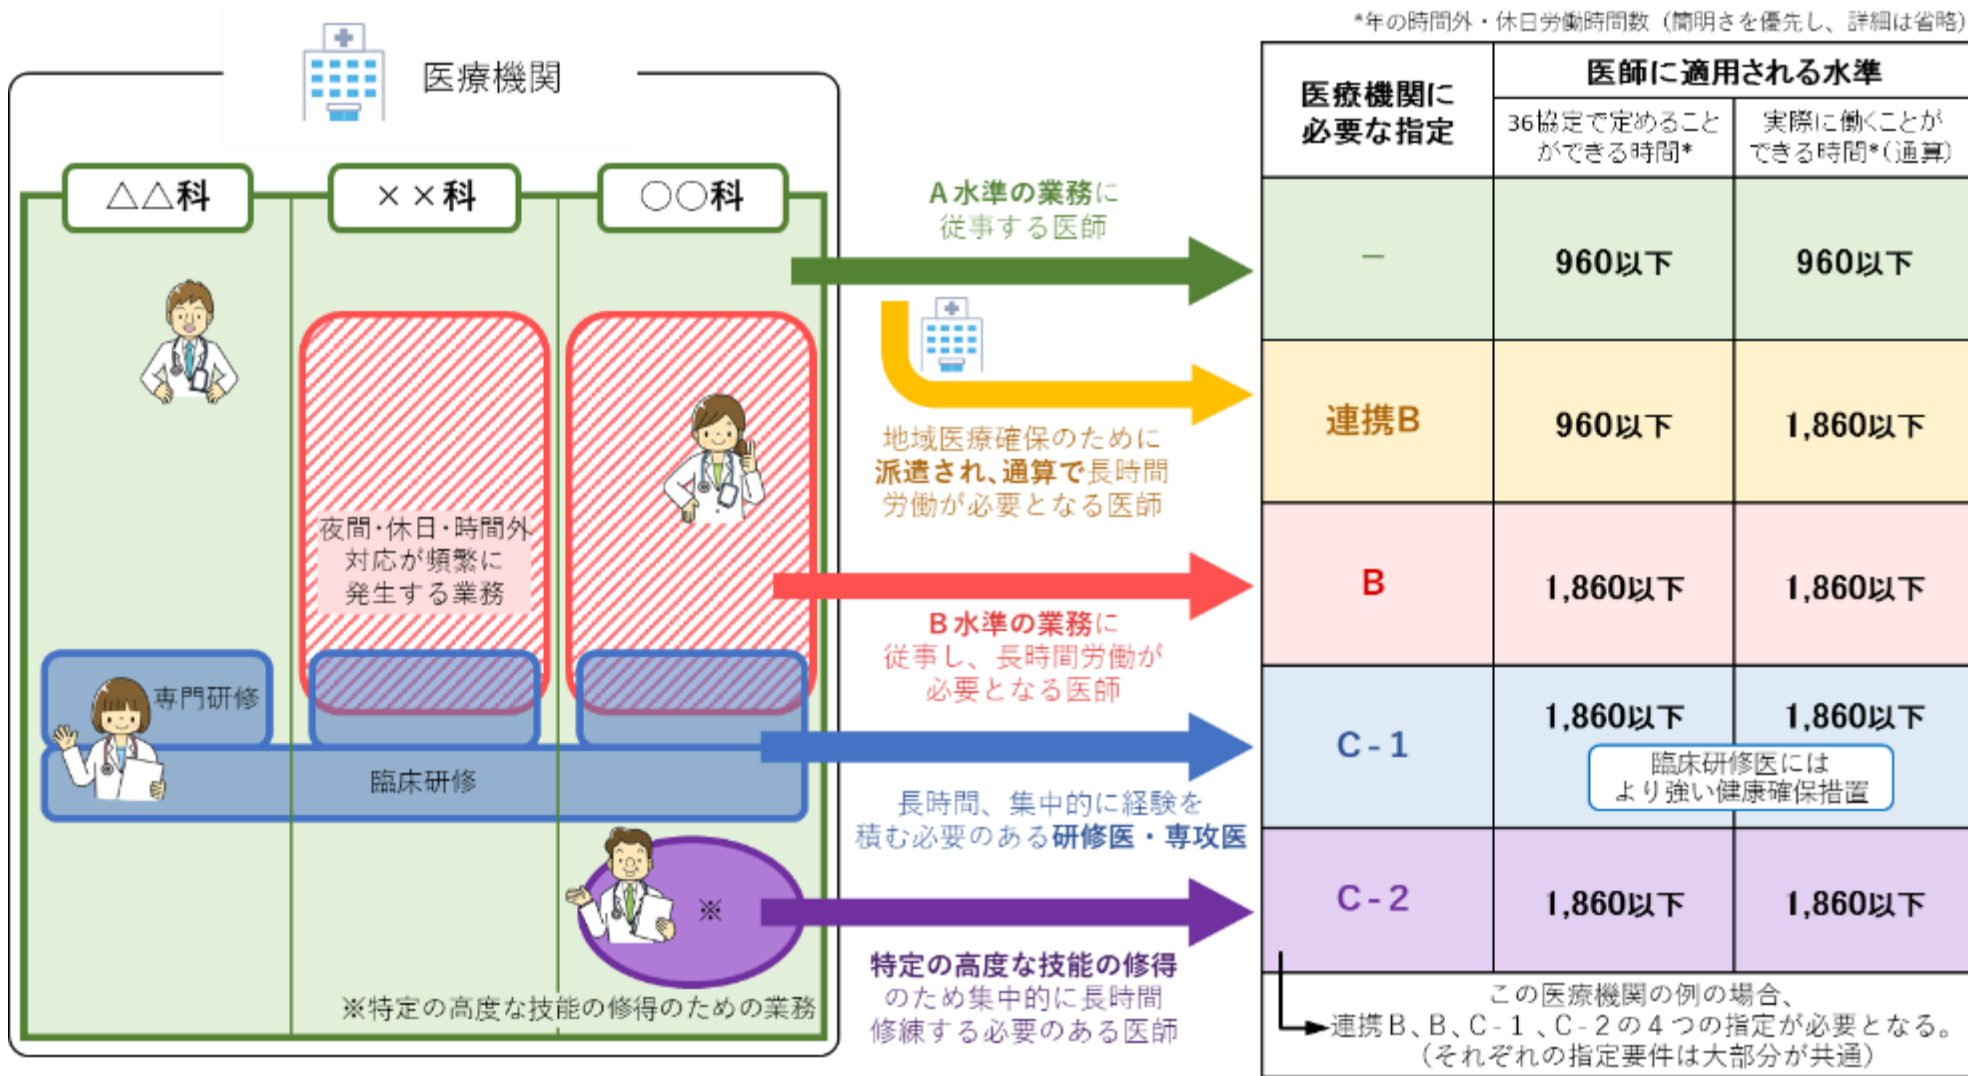 *年の時間外・休日労働時間数（簡明さを優先し、詳細は省略）
医療機関
△△科
××科
○○科
夜間・休日・時間外
対応が頻繁に
発生する業務
専門研修
臨床研修
※
※特定の高度な技能の修得のための業務
A水準の業務に
従事する医師
地域医療確保のために
派遣され、通算で長時間
労働が必要となる医師
B水準の業務に
従事し、長時間労働が
必要となる医師
長時間、集中的に経験を
積む必要のある研修医・専攻医
特定の高度な技能の修得
のため集中的に長時間
修練する必要のある医師
医療機関に
必要な指定
医師に適用される水準
36協定で定めること
ができる時間*
実際に働くことが
できる時間*(通算)
－
960以下
960以下
連携B
960以下
1,860以下
B
1,860以下
1,860以下
C-1
1,860以下
1,860以下
臨床研修医には
より強い健康確保措置
C-2
1,860以下
1,860以下
この医療機関の例の場合、
連携B、B、C-1、C-2の4つの指定が必要となる。
（それぞれの指定要件は大部分が共通）